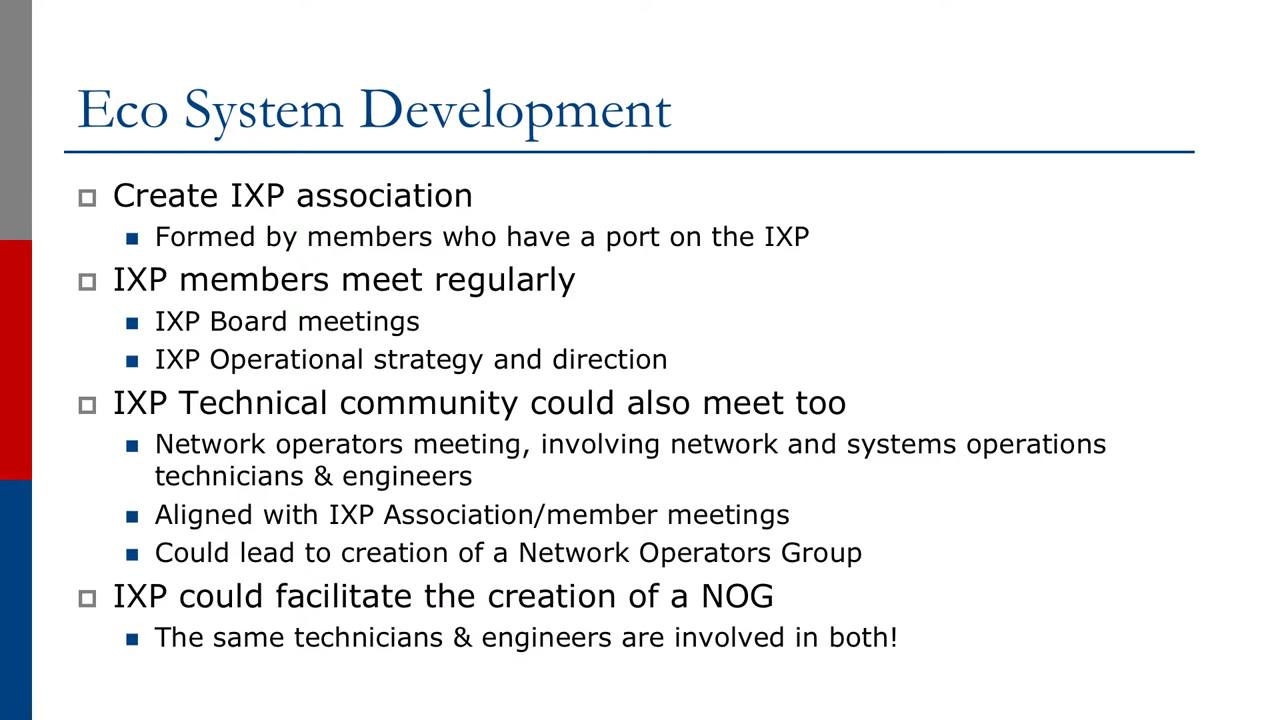 Eco System Development
Create IXP association
Formed by members who have a port on the IXP
IXP members meet regularly
IXP Board meetings
IXP Operational strategy and direction
IXP Technical community could also meet too
Network operators meeting, involving network and systems operations
technicians & engineers
Aligned with IXP Association/member meetings
Could lead to creation of a Network Operators Group
IXP could facilitate the creation of a NOG
The same technicians & engineers are involved in both!